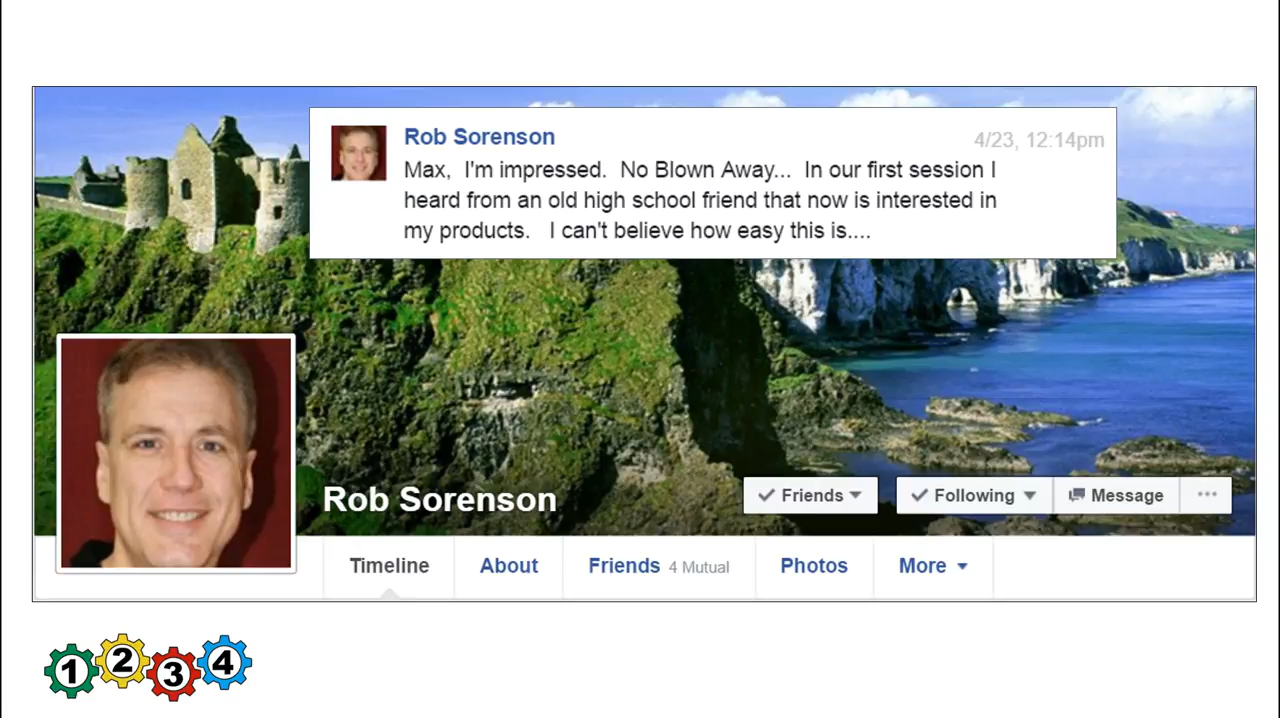 Rob Sorenson
4/23, 12:14pm
Max, I'm impressed. No Blown Away... In our first session I
heard from an old high school friend that now is interested in
my products. I can't believe how easy this is....
Rob Sorenson
Friends
Following
Message
Timeline
About
Friends 4 Mutual
Photos
More
1 2 3 4